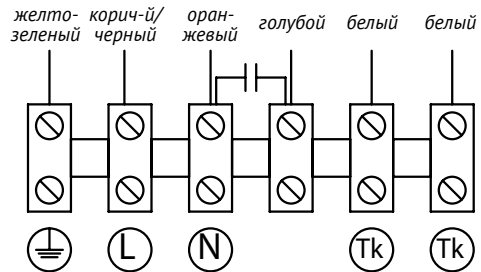 желто- корич-й/ оран- голубой белый белый
зеленый черный жевый
L N Tk Tk